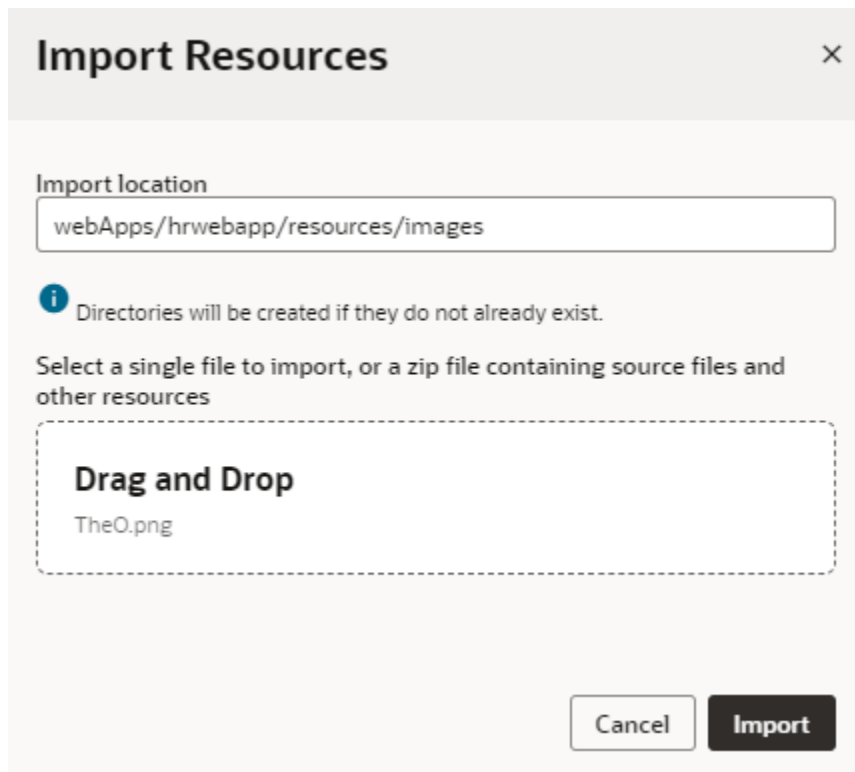 Import Resources
Import location
webApps/hrwebapp/resources/images
Directories will be created if they do not already exist.
Select a single file to import, or a zip file containing source files and
other resources
Drag and Drop
TheO.png
Cancel
Import